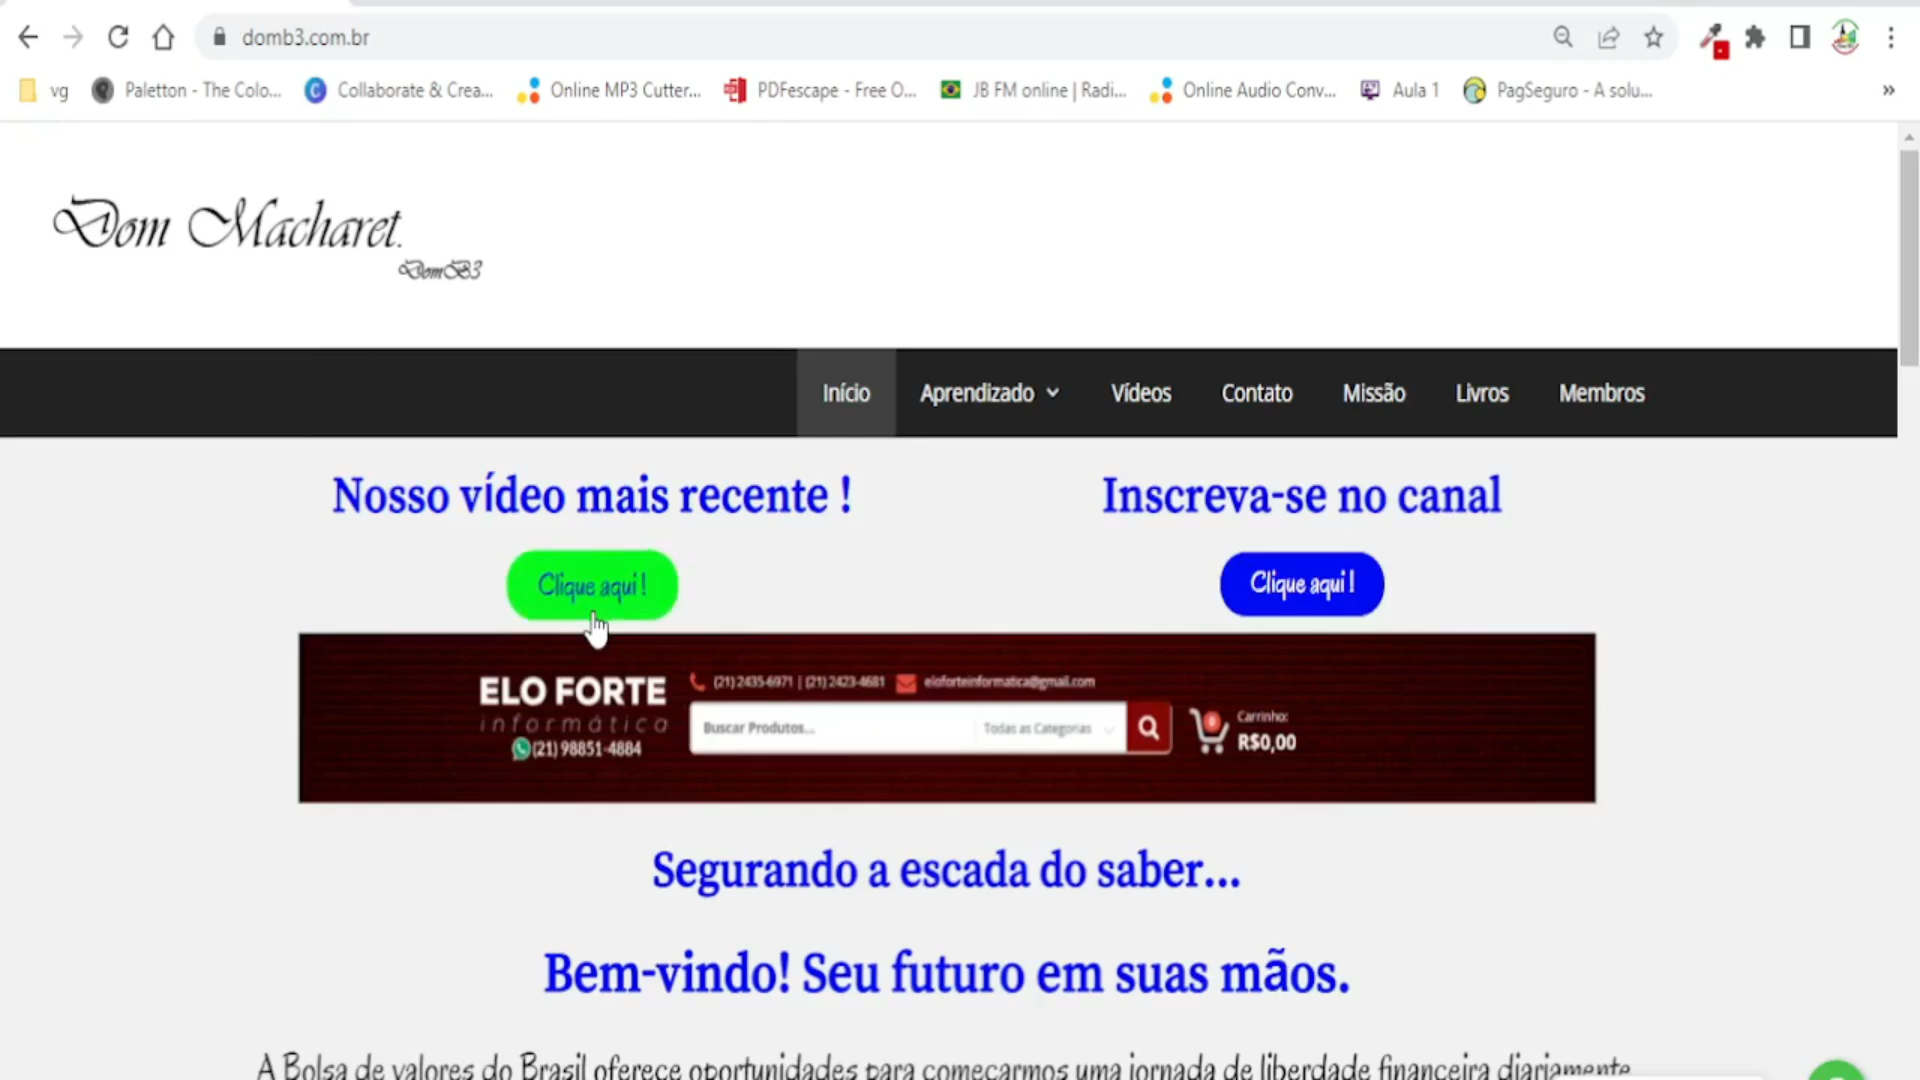 domb3.com.br
vg
Paletton - The Colo...
Collaborate & Crea...
Online MP3 Cutter...
PDFescape - Free O...
JB FM online | Radi...
Online Audio Conv...
Aula 1
PagSeguro - A solu...
»
Dom Macharet.
DomB3
Início
Aprendizado
Vídeos
Contato
Missão
Livros
Membros
Nosso vídeo mais recente !
Inscreva-se no canal
Clique aqui !
Clique aqui !
ELO FORTE
informática
(21) 98851-4884
(21) 2435-6971 | (21) 2423-4681
eloforteinformatica@gmail.com
Buscar Produtos...
Todas as Categorias
0
Carrinho:
R$0,00
Segurando a escada do saber...
Bem-vindo! Seu futuro em suas mãos.
A Bolsa de valores do Brasil oferece oportunidades para começarmos uma jornada de liberdade financeira diariamente